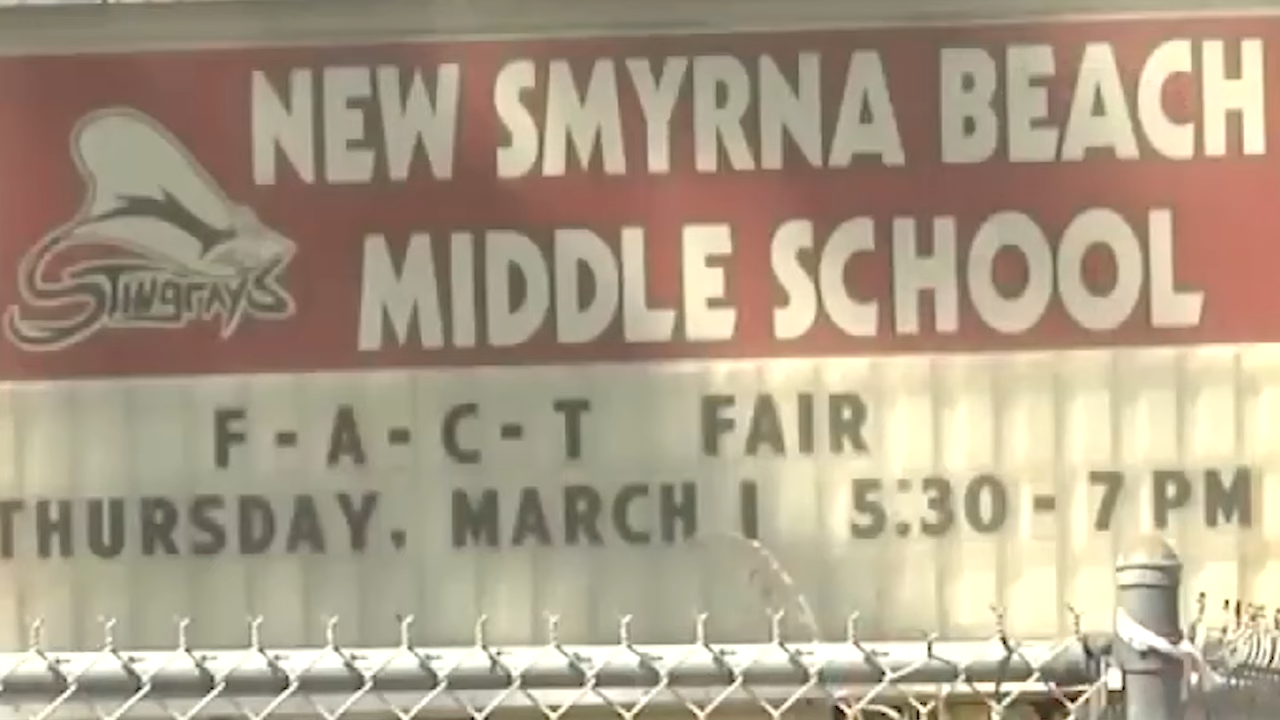 NEW SMYRNA BEACH
MIDDLE SCHOOL
STINGRAYS
F-A-C-T FAIR
THURSDAY, MARCH 1 5:30-7 PM